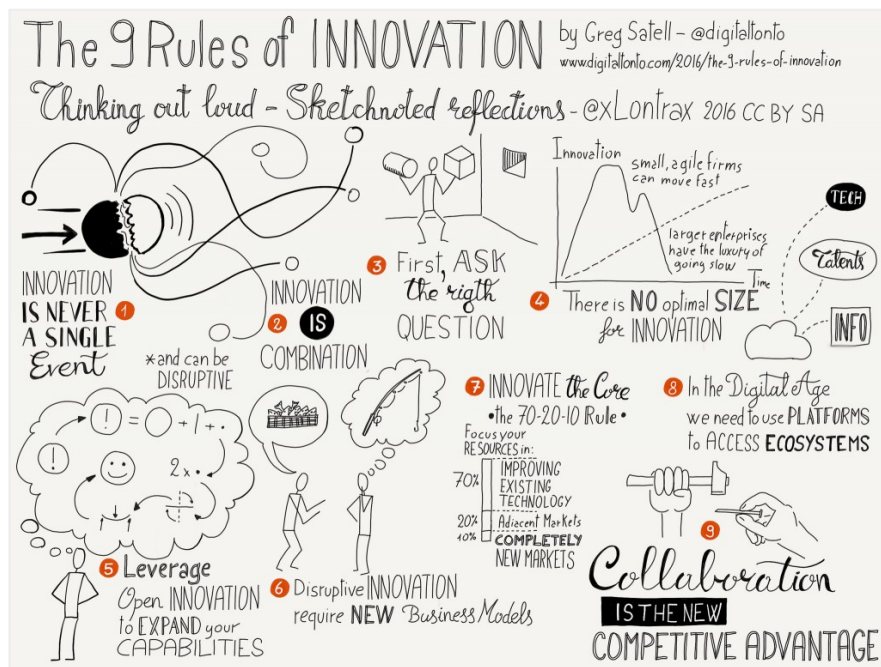 The 9 Rules of INNOVATION
by Greg Satell - @digitaltonto
www.digitaltonto.com/2016/the-9-rules-of-innovation
Thinking out loud - Sketchnoted reflections - @xLontrax 2016 CC BY SA
INNOVATION
IS NEVER
A SINGLE
Event
1
*and can be
DISRUPTIVE
INNOVATION
2 IS
COMBINATION
3 First, ASK
the rigth
QUESTION
Innovation
small, agile firms
can move fast
larger enterprises
have the luxury of
going slow
Time
4 There is NO optimal SIZE
for INNOVATION
TECH
Talents
INFO
! = + | + •
!
2x •
5 Leverage
Open INNOVATION
to EXPAND your
CAPABILITIES
6 Disruptive INNOVATION
require NEW Business Models
7 INNOVATE the Core
• the 70-20-10 Rule •
Focus your
RESOURCES in:
70% IMPROVING
EXISTING
TECHNOLOGY
20% Adiacent Markets
10% COMPLETELY
NEW MARKETS
8 In the Digital Age
we need to use PLATFORMS
to ACCESS ECOSYSTEMS
9
Collaboration
IS THE NEW
COMPETITIVE ADVANTAGE